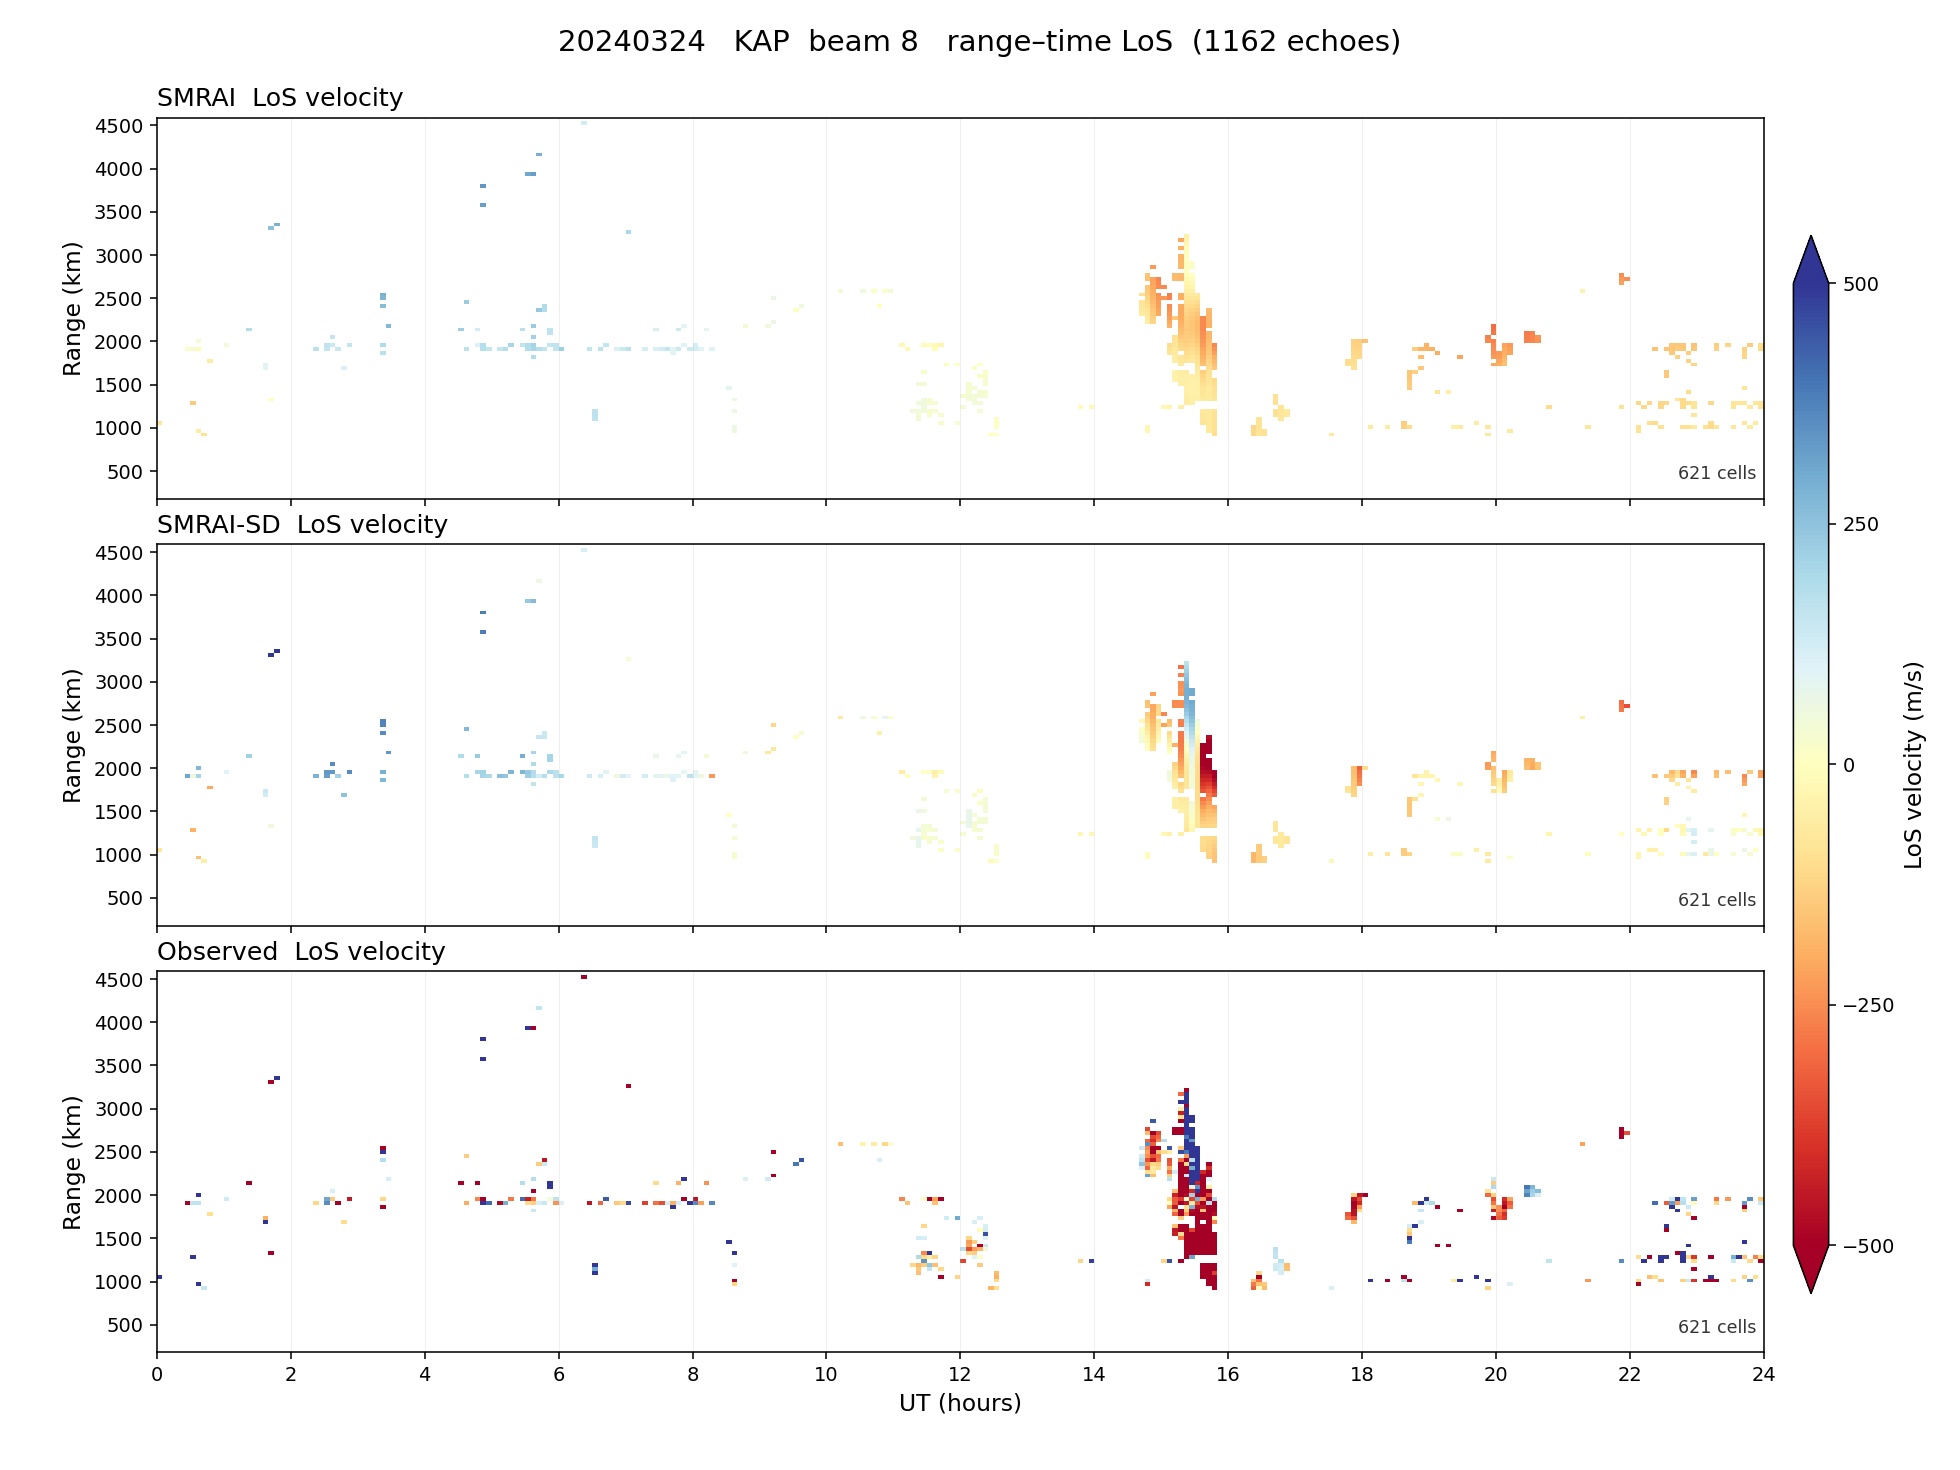 20240324   KAP  beam 8   range–time LoS  (1162 echoes)
SMRAI  LoS velocity
4500
4000
3500
3000
2500
2000
1500
1000
500
Range (km)
621 cells
SMRAI-SD  LoS velocity
4500
4000
3500
3000
2500
2000
1500
1000
500
Range (km)
621 cells
Observed  LoS velocity
4500
4000
3500
3000
2500
2000
1500
1000
500
Range (km)
621 cells
0 2 4 6 8 10 12 14 16 18 20 22 24
UT (hours)
500
250
0
−250
−500
LoS velocity (m/s)